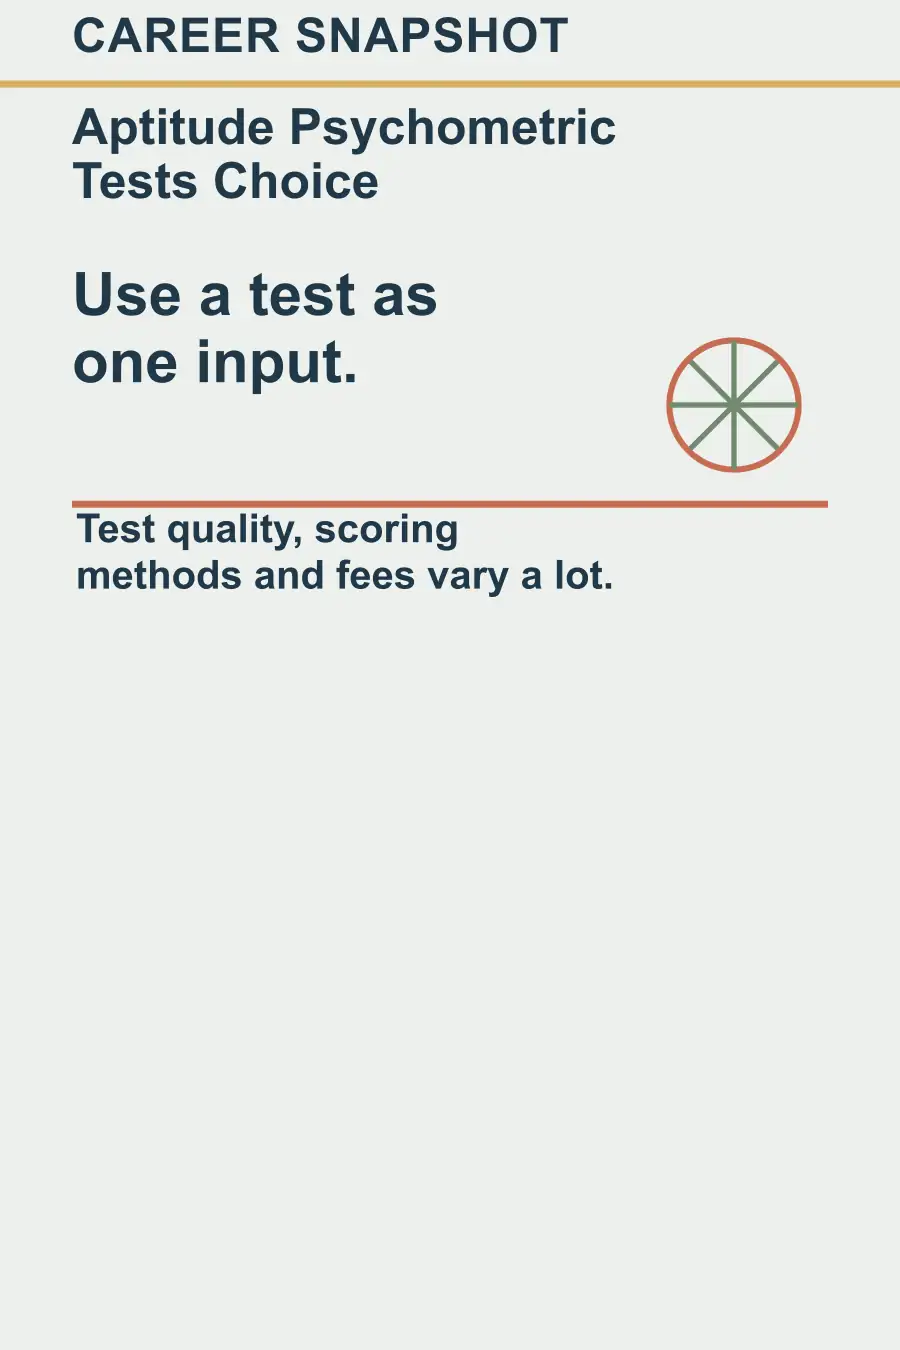 CAREER SNAPSHOT
Aptitude Psychometric
Tests Choice
Use a test as
one input.
Test quality, scoring
methods and fees vary a lot.